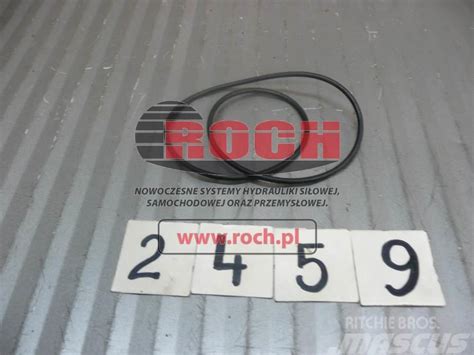 ROCH
NOWOCZESNE SYSTEMY HYDRAULIKI SIŁOWEJ,
SAMOCHODOWEJ ORAZ PRZEMYSŁOWEJ.
www.roch.pl
2 4 5 9
RITCHIE BROS.
MASCUS